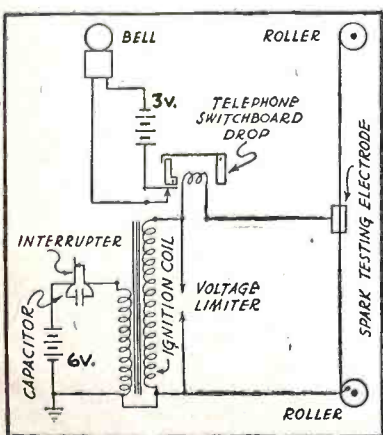 BELL
ROLLER
3V.
TELEPHONE
SWITCHBOARD
DROP
SPARK TESTING ELECTRODE
INTERRUPTER
CAPACITOR
IGNITION COIL
VOLTAGE
LIMITER
6V.
ROLLER